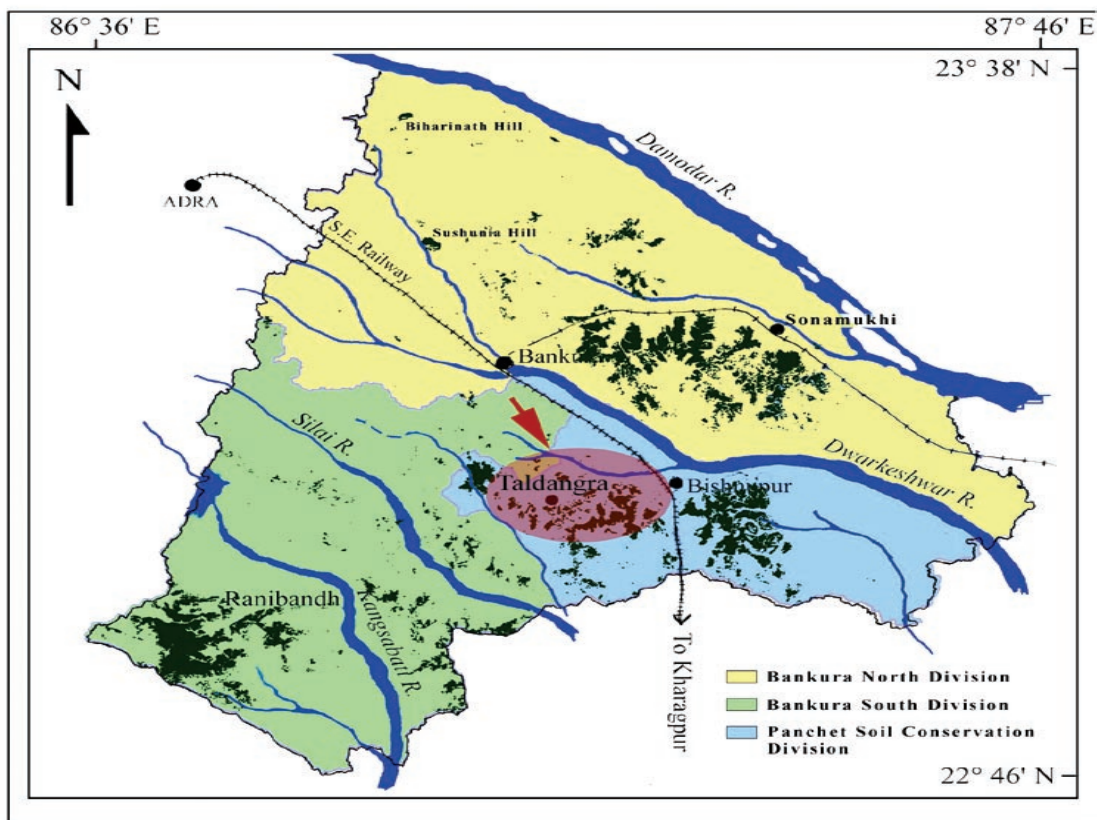 86° 36' E
87° 46' E
23° 38' N
N
Biharinath Hill
Damodar R.
ADRA
S.E. Railway
Sushunia Hill
Sonamukhi
Bankura
Silai R.
Dwarkeshwar R.
Taldangra
Bishnupur
Ranibandh
Kangsabati R.
To Kharagpur
Bankura North Division
Bankura South Division
Panchet Soil Conservation
Division
22° 46' N